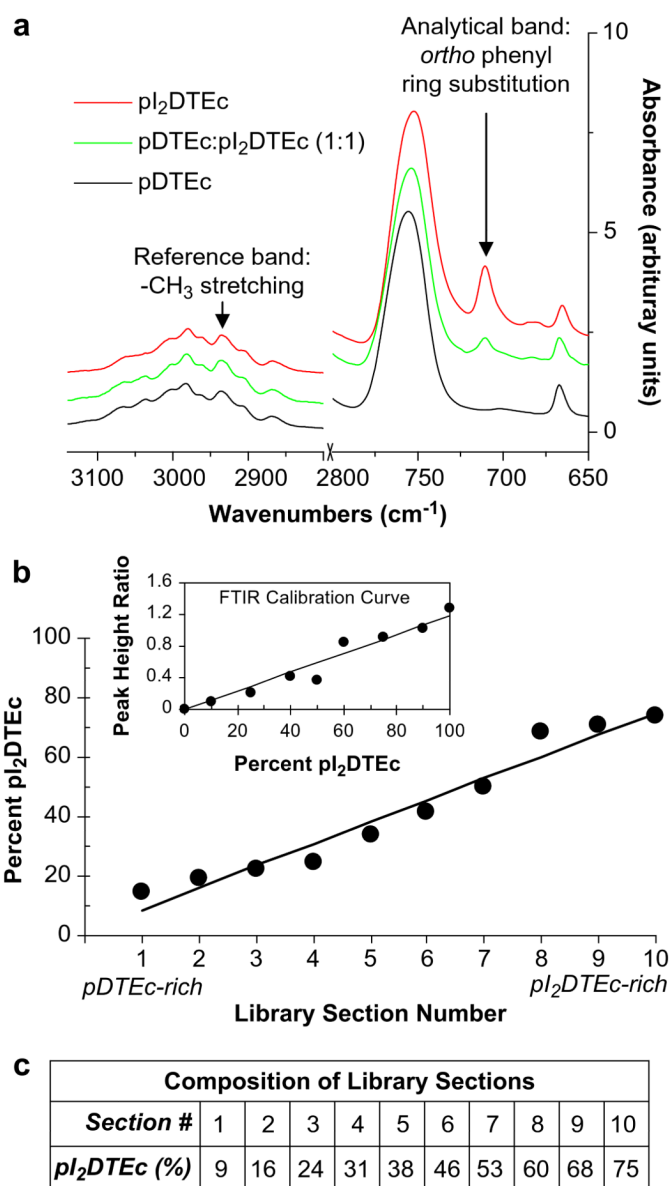 a
Analytical band:
ortho phenyl
ring substitution
10
pI₂DTEc
pDTEc:pI₂DTEc (1:1)
pDTEc
Reference band:
-CH₃ stretching
5
0
Absorbance (arbituray units)
3100 3000 2900 2800 750 700 650
Wavenumbers (cm⁻¹)
b
FTIR Calibration Curve
1.6
1.2
0.8
0.4
0
Peak Height Ratio
0 20 40 60 80 100
Percent pI₂DTEc
100
80
60
40
20
0
Percent pI₂DTEc
1 2 3 4 5 6 7 8 9 10
pDTEc-rich pI₂DTEc-rich
Library Section Number
c
Composition of Library Sections
Section # 1 2 3 4 5 6 7 8 9 10
pI₂DTEc (%) 9 16 24 31 38 46 53 60 68 75